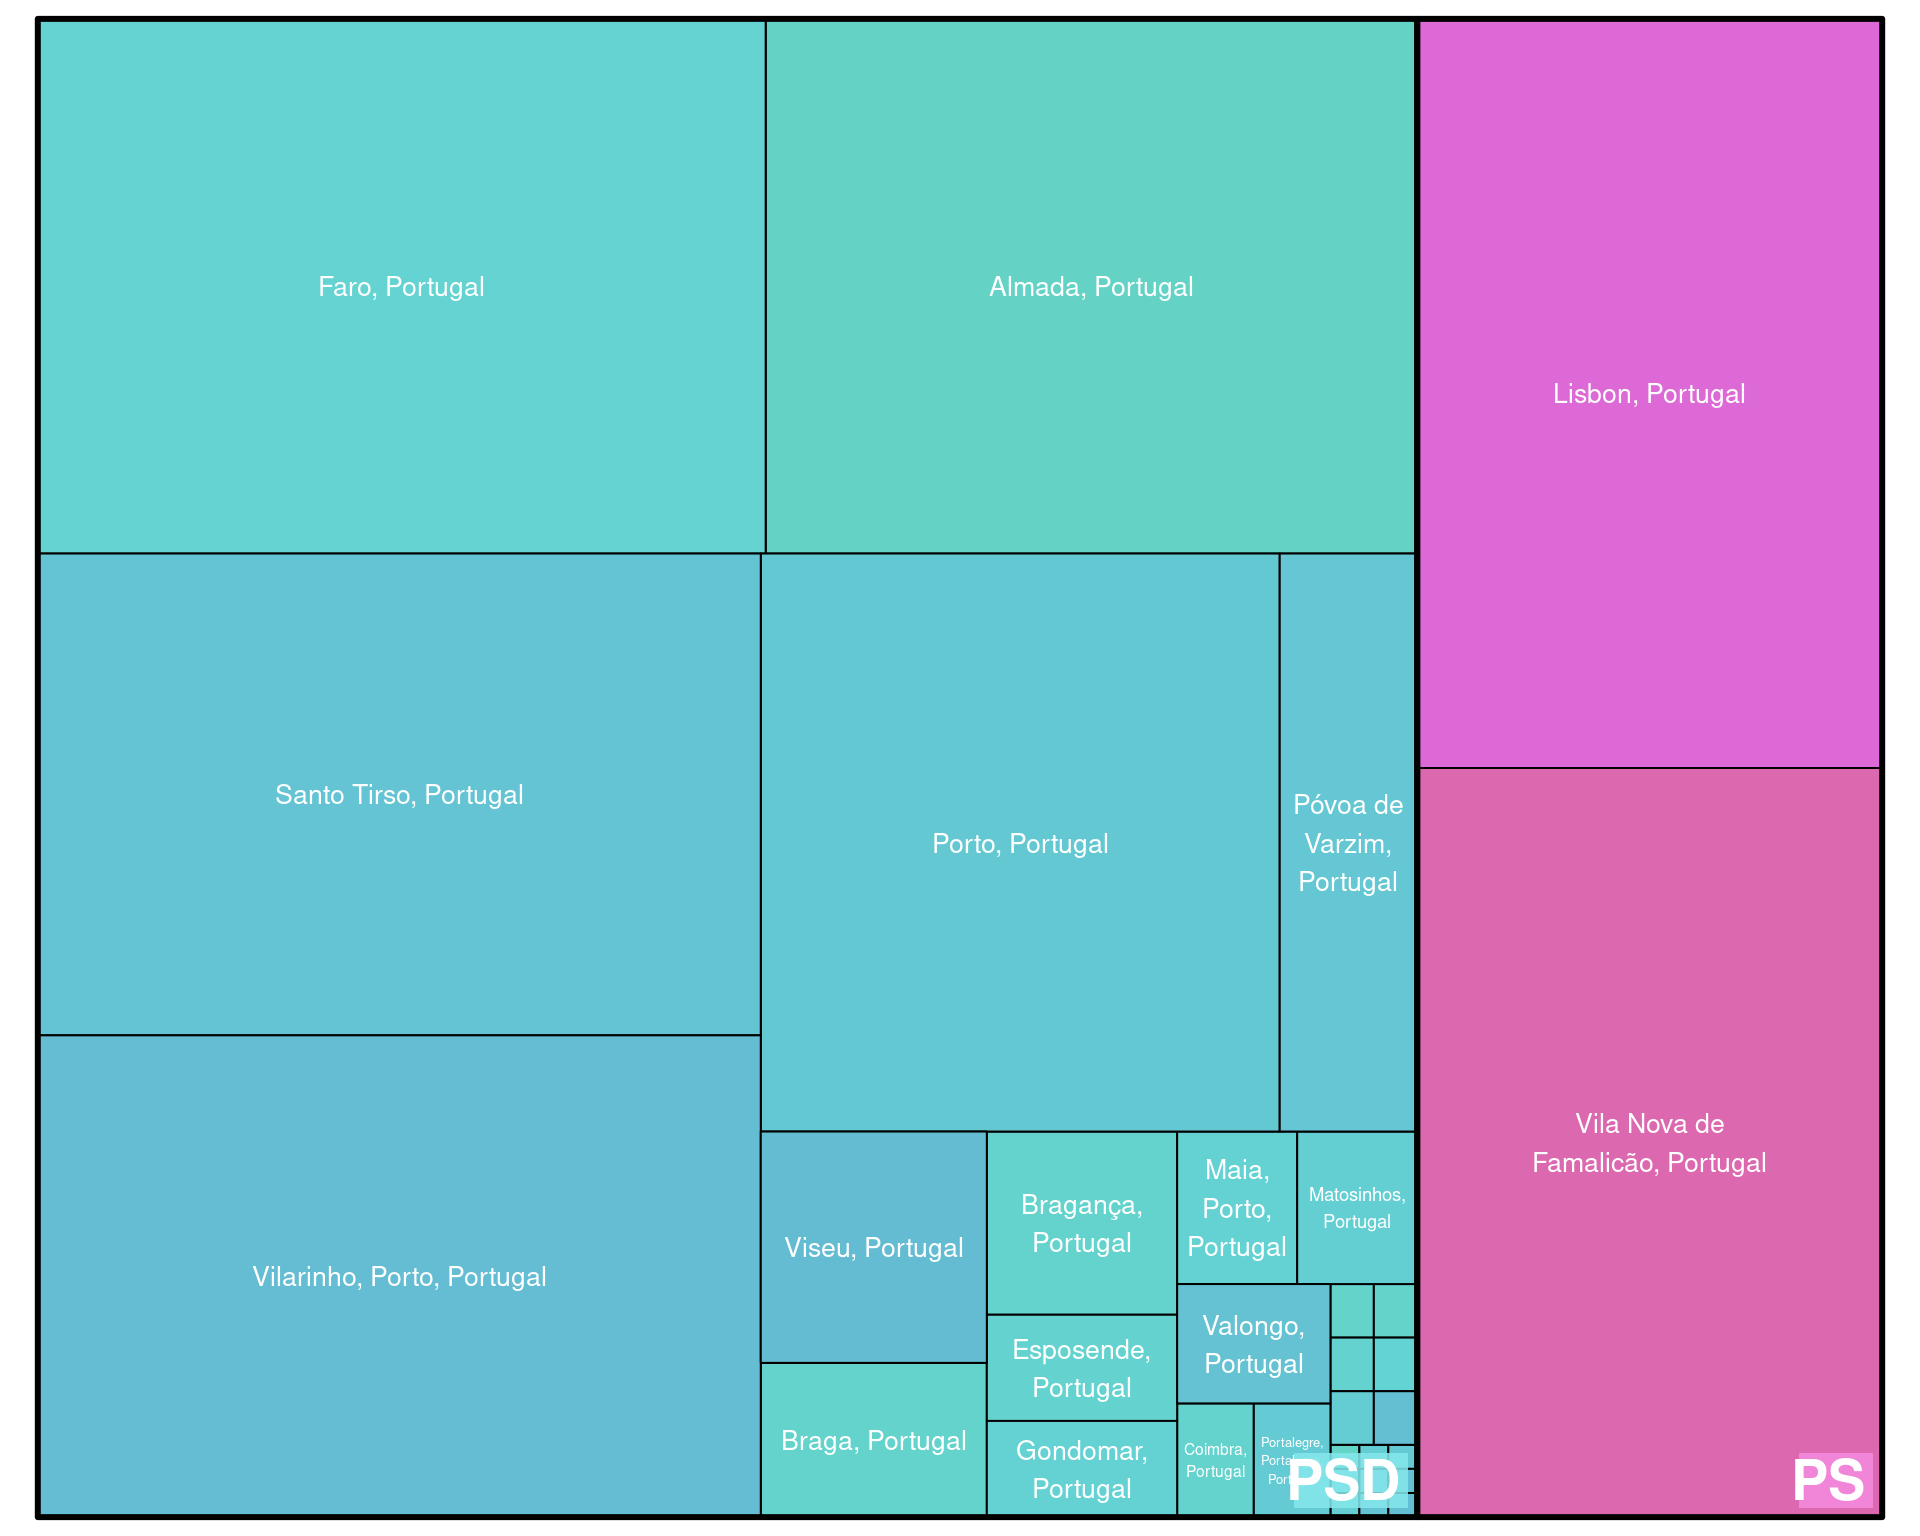 Faro, Portugal
Almada, Portugal
Lisbon, Portugal
Santo Tirso, Portugal
Porto, Portugal
Póvoa de
Varzim,
Portugal
Vila Nova de
Famalicão, Portugal
Vilarinho, Porto, Portugal
Viseu, Portugal
Bragança,
Portugal
Maia,
Porto,
Portugal
Matosinhos,
Portugal
Esposende,
Portugal
Valongo,
Portugal
Braga, Portugal
Gondomar,
Portugal
Coimbra,
Portugal
Portalegre,
PSD
PS